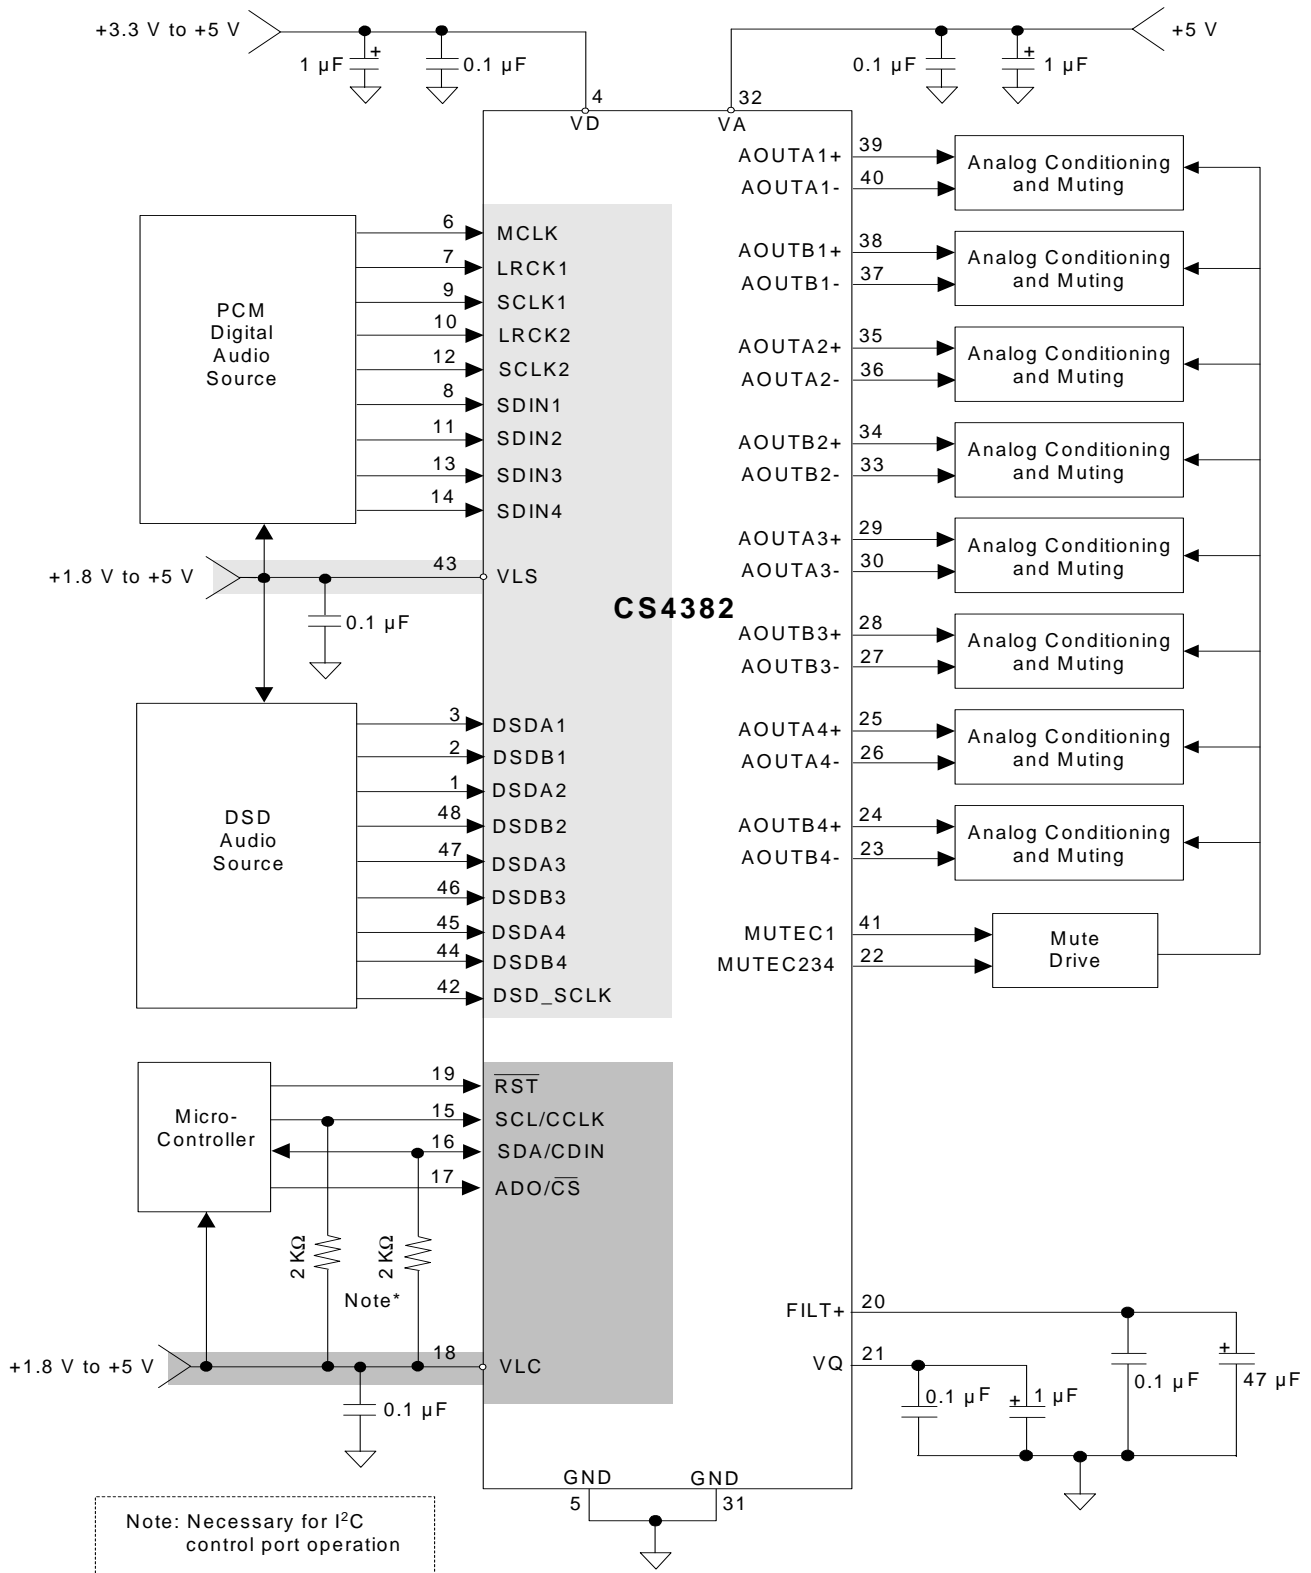 +3.3 V to +5 V
1 µF
+
0.1 µF
4
VD
32
VA
0.1 µF
+
1 µF
+5 V
PCM
Digital
Audio
Source
6
MCLK
7
LRCK1
9
SCLK1
10
LRCK2
12
SCLK2
8
SDIN1
11
SDIN2
13
SDIN3
14
SDIN4
+1.8 V to +5 V
43
VLS
0.1 µF
CS4382
DSD
Audio
Source
3
DSDA1
2
DSDB1
1
DSDA2
48
DSDB2
47
DSDA3
46
DSDB3
45
DSDA4
44
DSDB4
42
DSD_SCLK
Micro-
Controller
19
RST
15
SCL/CCLK
16
SDA/CDIN
17
ADO/CS
2 KΩ
2 KΩ
Note*
+1.8 V to +5 V
18
VLC
0.1 µF
AOUTA1+
39
AOUTA1-
40
Analog Conditioning
and Muting
AOUTB1+
38
AOUTB1-
37
Analog Conditioning
and Muting
AOUTA2+
35
AOUTA2-
36
Analog Conditioning
and Muting
AOUTB2+
34
AOUTB2-
33
Analog Conditioning
and Muting
AOUTA3+
29
AOUTA3-
30
Analog Conditioning
and Muting
AOUTB3+
28
AOUTB3-
27
Analog Conditioning
and Muting
AOUTA4+
25
AOUTA4-
26
Analog Conditioning
and Muting
AOUTB4+
24
AOUTB4-
23
Analog Conditioning
and Muting
MUTEC1
41
MUTEC234
22
Mute
Drive
FILT+
20
VQ
21
0.1 µF
+
1 µF
0.1 µF
+
47 µF
GND
5
GND
31
Note: Necessary for I²C
control port operation